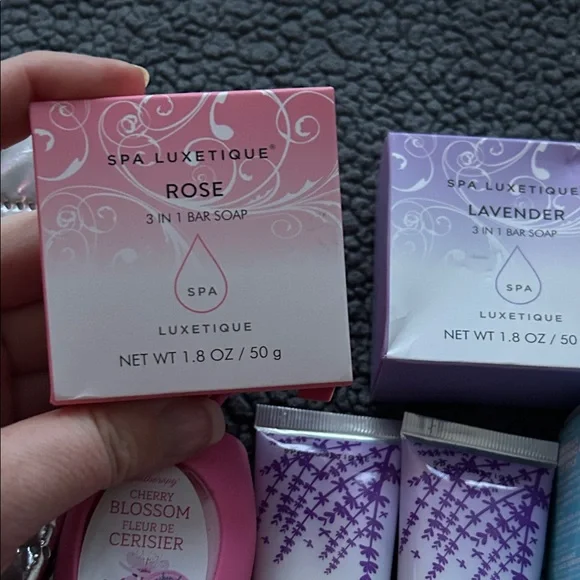 SPA LUXETIQUE®
ROSE
3 IN 1 BAR SOAP
SPA
LUXETIQUE
NET WT 1.8 OZ / 50 g
SPA LUXETIQUE
LAVENDER
3 IN 1 BAR SOAP
SPA
LUXETIQUE
NET WT 1.8 OZ / 50
CHERRY
BLOSSOM
FLEUR DE
CERISIER